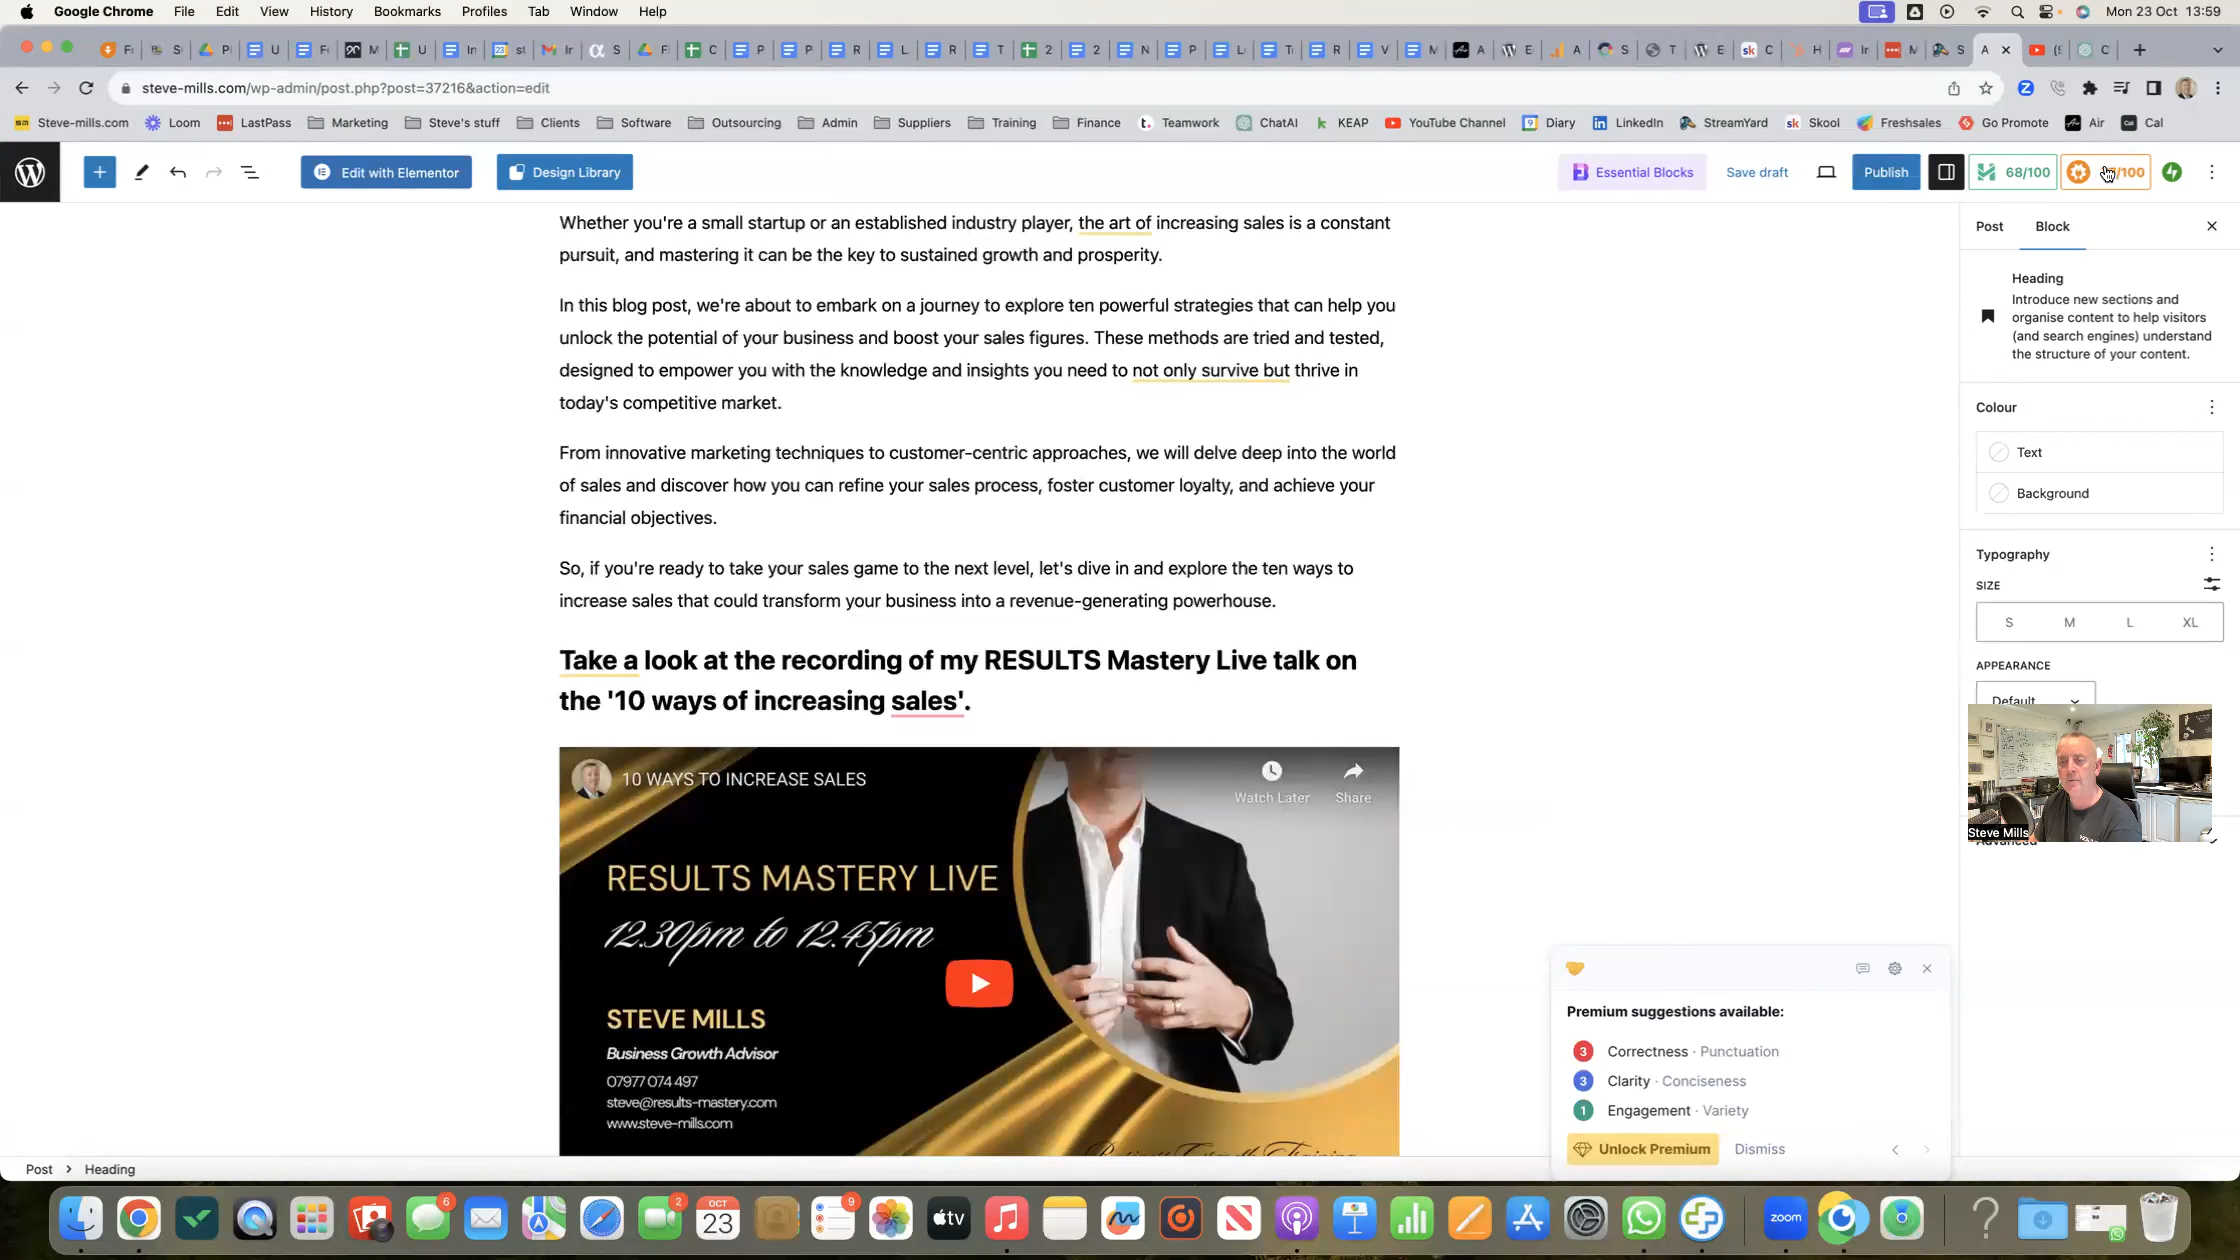 Google Chrome File Edit View History Bookmarks Profiles Tab Window Help Mon 23 Oct 13:59
steve-mills.com/wp-admin/post.php?post=37216&action=edit
Steve-mills.com Loom LastPass Marketing Steve's stuff Clients Software Outsourcing Admin Suppliers Training Finance Teamwork ChatAI KEAP YouTube Channel Diary LinkedIn StreamYard Skool Freshsales Go Promote Air Cal
Edit with Elementor Design Library Essential Blocks Save draft Publish 68/100 /100
Whether you're a small startup or an established industry player, the art of increasing sales is a constant
pursuit, and mastering it can be the key to sustained growth and prosperity.
In this blog post, we're about to embark on a journey to explore ten powerful strategies that can help you
unlock the potential of your business and boost your sales figures. These methods are tried and tested,
designed to empower you with the knowledge and insights you need to not only survive but thrive in
today's competitive market.
From innovative marketing techniques to customer-centric approaches, we will delve deep into the world
of sales and discover how you can refine your sales process, foster customer loyalty, and achieve your
financial objectives.
So, if you're ready to take your sales game to the next level, let's dive in and explore the ten ways to
increase sales that could transform your business into a revenue-generating powerhouse.
Take a look at the recording of my RESULTS Mastery Live talk on
the '10 ways of increasing sales'.
10 WAYS TO INCREASE SALES
Watch Later Share
RESULTS MASTERY LIVE
12.30pm to 12.45pm
STEVE MILLS
Business Growth Advisor
07977 074 497
steve@results-mastery.com
www.steve-mills.com
Post Block
Heading
Introduce new sections and
organise content to help visitors
(and search engines) understand
the structure of your content.
Colour
Text
Background
Typography
SIZE
S M L XL
APPEARANCE
Default
Steve Mills
Advanced
Premium suggestions available:
3 Correctness · Punctuation
3 Clarity · Conciseness
1 Engagement · Variety
Unlock Premium Dismiss
Post > Heading
6 2 OCT 23 9 tv zoom